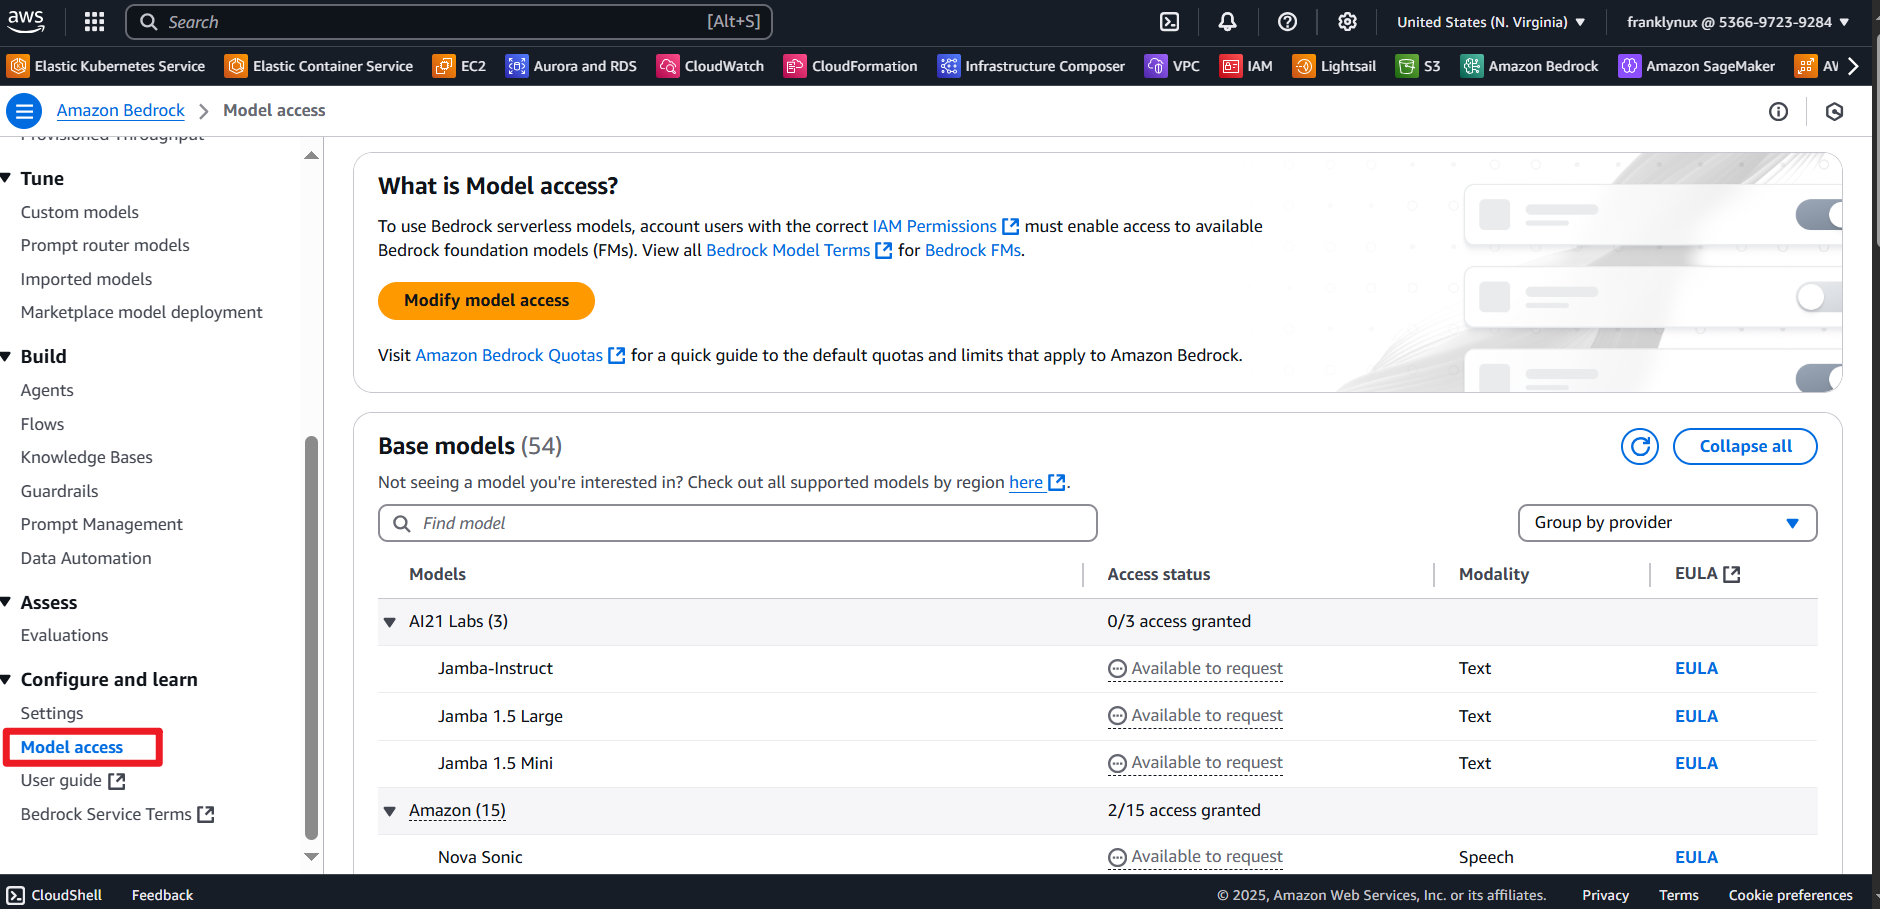 aws
Search
[Alt+S]
United States (N. Virginia)
franklynux @ 5366-9723-9284
Elastic Kubernetes Service
Elastic Container Service
EC2
Aurora and RDS
CloudWatch
CloudFormation
Infrastructure Composer
VPC
IAM
Lightsail
S3
Amazon Bedrock
Amazon SageMaker
Amazon Bedrock
Model access
Provisioned Throughput
Tune
Custom models
Prompt router models
Imported models
Marketplace model deployment
Build
Agents
Flows
Knowledge Bases
Guardrails
Prompt Management
Data Automation
Assess
Evaluations
Configure and learn
Settings
Model access
User guide
Bedrock Service Terms
What is Model access?
To use Bedrock serverless models, account users with the correct IAM Permissions must enable access to available
Bedrock foundation models (FMs). View all Bedrock Model Terms for Bedrock FMs.
Modify model access
Visit Amazon Bedrock Quotas for a quick guide to the default quotas and limits that apply to Amazon Bedrock.
Base models (54)
Collapse all
Not seeing a model you're interested in? Check out all supported models by region here.
Find model
Group by provider
Models Access status Modality EULA
AI21 Labs (3) 0/3 access granted
Jamba-Instruct Available to request Text EULA
Jamba 1.5 Large Available to request Text EULA
Jamba 1.5 Mini Available to request Text EULA
Amazon (15) 2/15 access granted
Nova Sonic Available to request Speech EULA
CloudShell
Feedback
© 2025, Amazon Web Services, Inc. or its affiliates.
Privacy
Terms
Cookie preferences